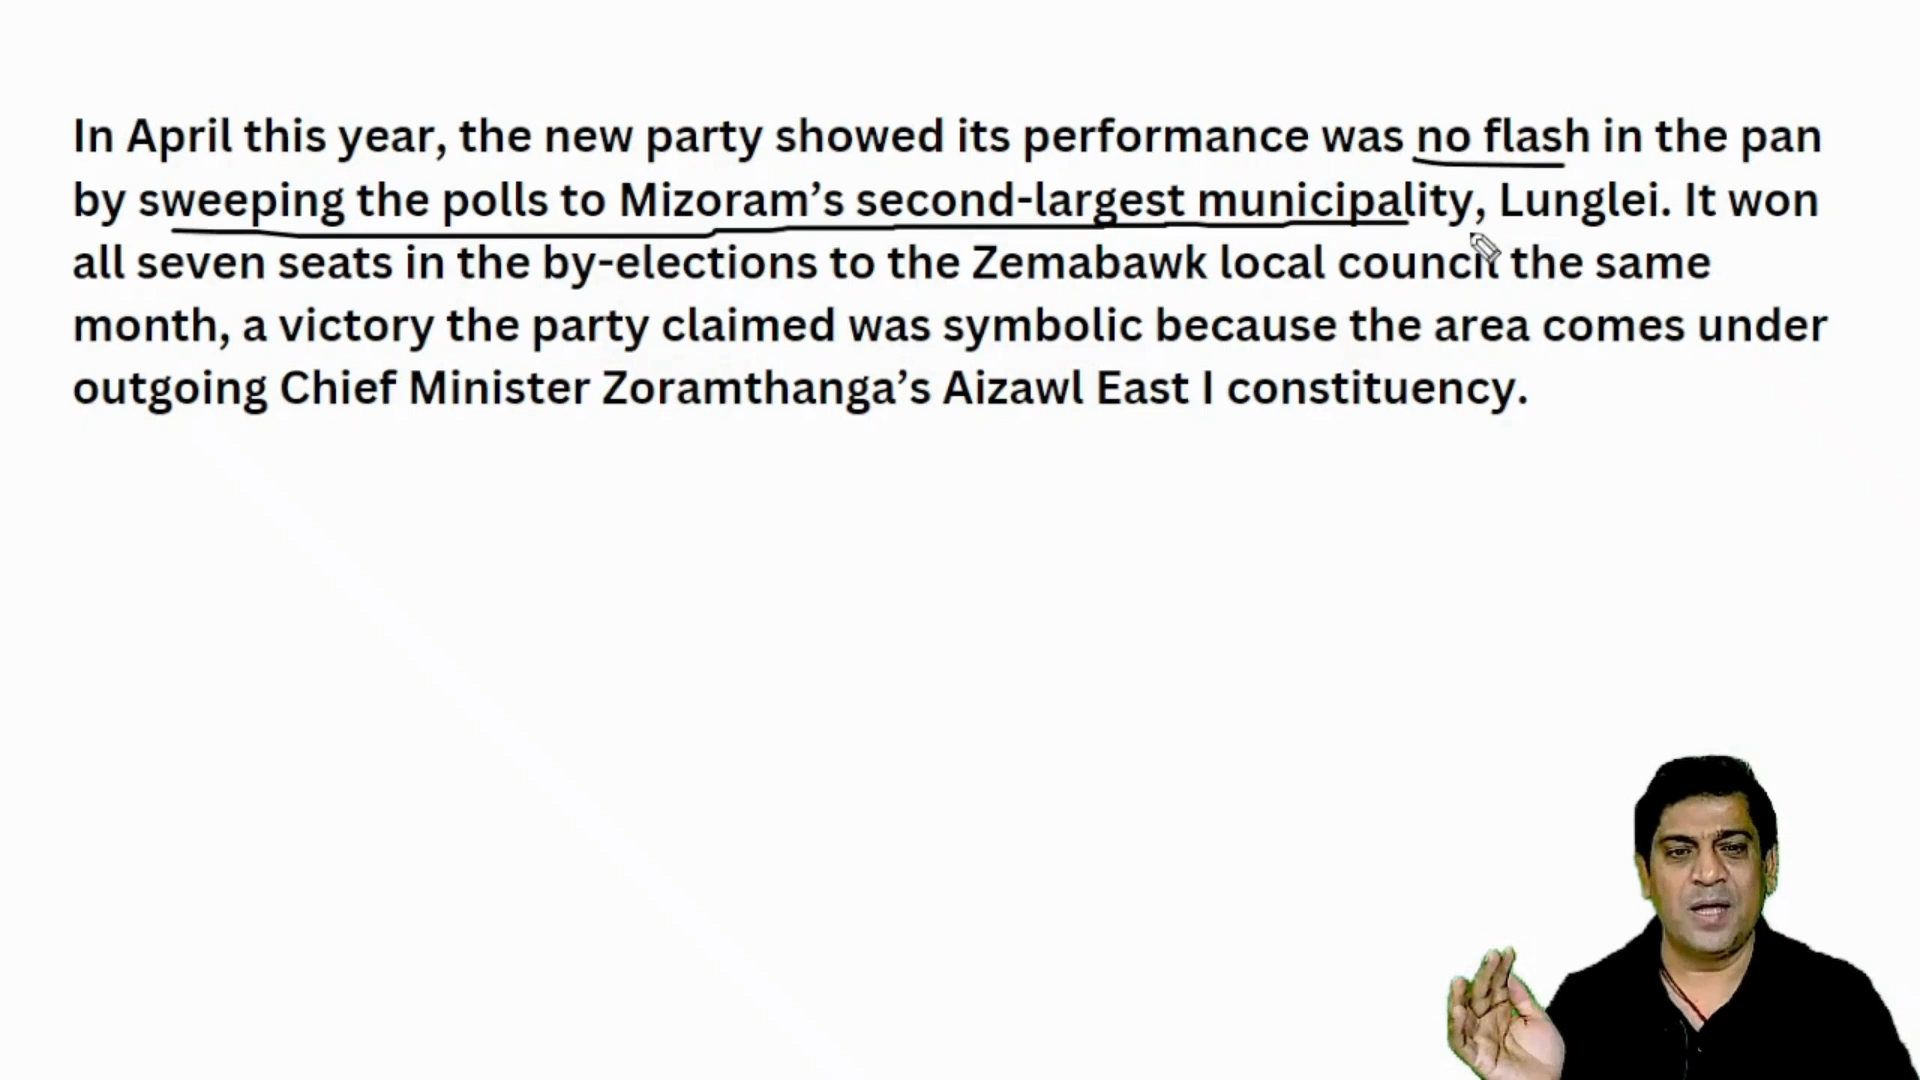 In April this year, the new party showed its performance was no flash in the pan
by sweeping the polls to Mizoram’s second-largest municipality, Lunglei. It won
all seven seats in the by-elections to the Zemabawk local council the same
month, a victory the party claimed was symbolic because the area comes under
outgoing Chief Minister Zoramthanga’s Aizawl East I constituency.